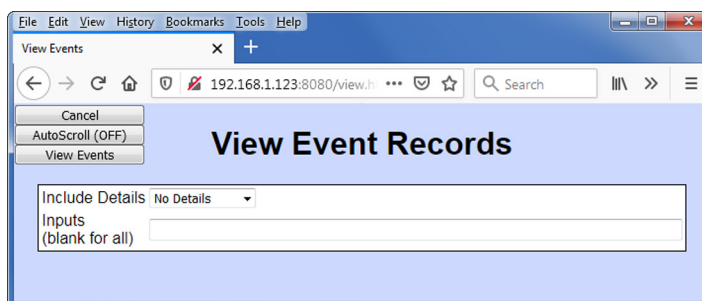 File Edit View History Bookmarks Tools Help
View Events
192.168.1.123:8080/view.h
Search
Cancel
AutoScroll (OFF)
View Events
View Event Records
Include Details No Details
Inputs
(blank for all)